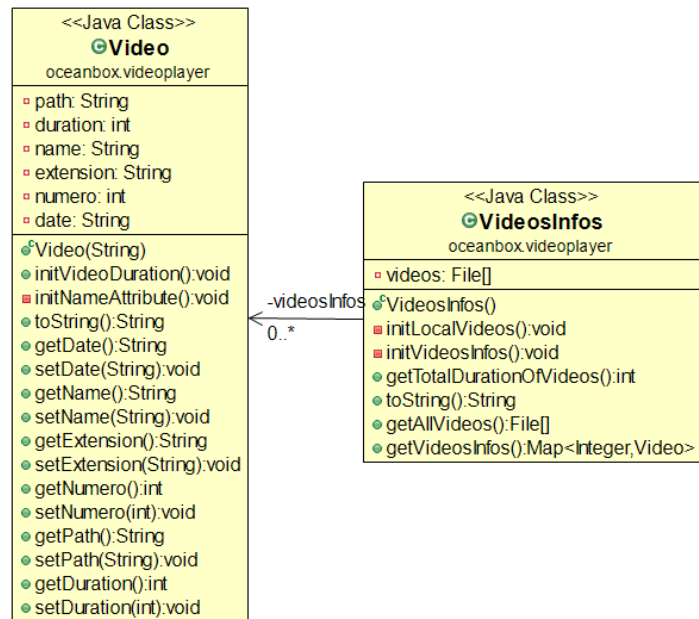 <<Java Class>>
Video
oceanbox.videoplayer
path: String
duration: int
name: String
extension: String
numero: int
date: String
Video(String)
initVideoDuration():void
initNameAttribute():void
toString():String
getDate():String
setDate(String):void
getName():String
setName(String):void
getExtension():String
setExtension(String):void
getNumero():int
setNumero(int):void
getPath():String
setPath(String):void
getDuration():int
setDuration(int):void
-videosInfos
0..*
<<Java Class>>
VideosInfos
oceanbox.videoplayer
videos: File[]
VideosInfos()
initLocalVideos():void
initVideosInfos():void
getTotalDurationOfVideos():int
toString():String
getAllVideos():File[]
getVideosInfos():Map<Integer,Video>